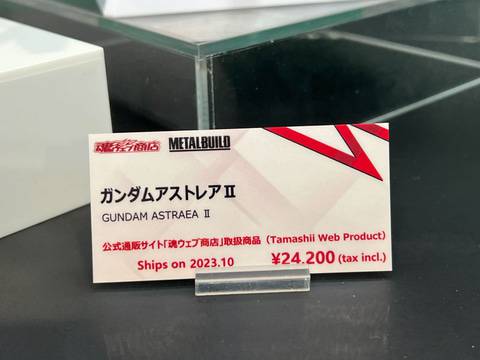 魂ウェブ商店 METALBUILD
ガンダムアストレアⅡ
GUNDAM ASTRAEA Ⅱ
公式通販サイト「魂ウェブ商店」取扱商品（Tamashii Web Product）
Ships on 2023.10 ¥24,200 (tax incl.)